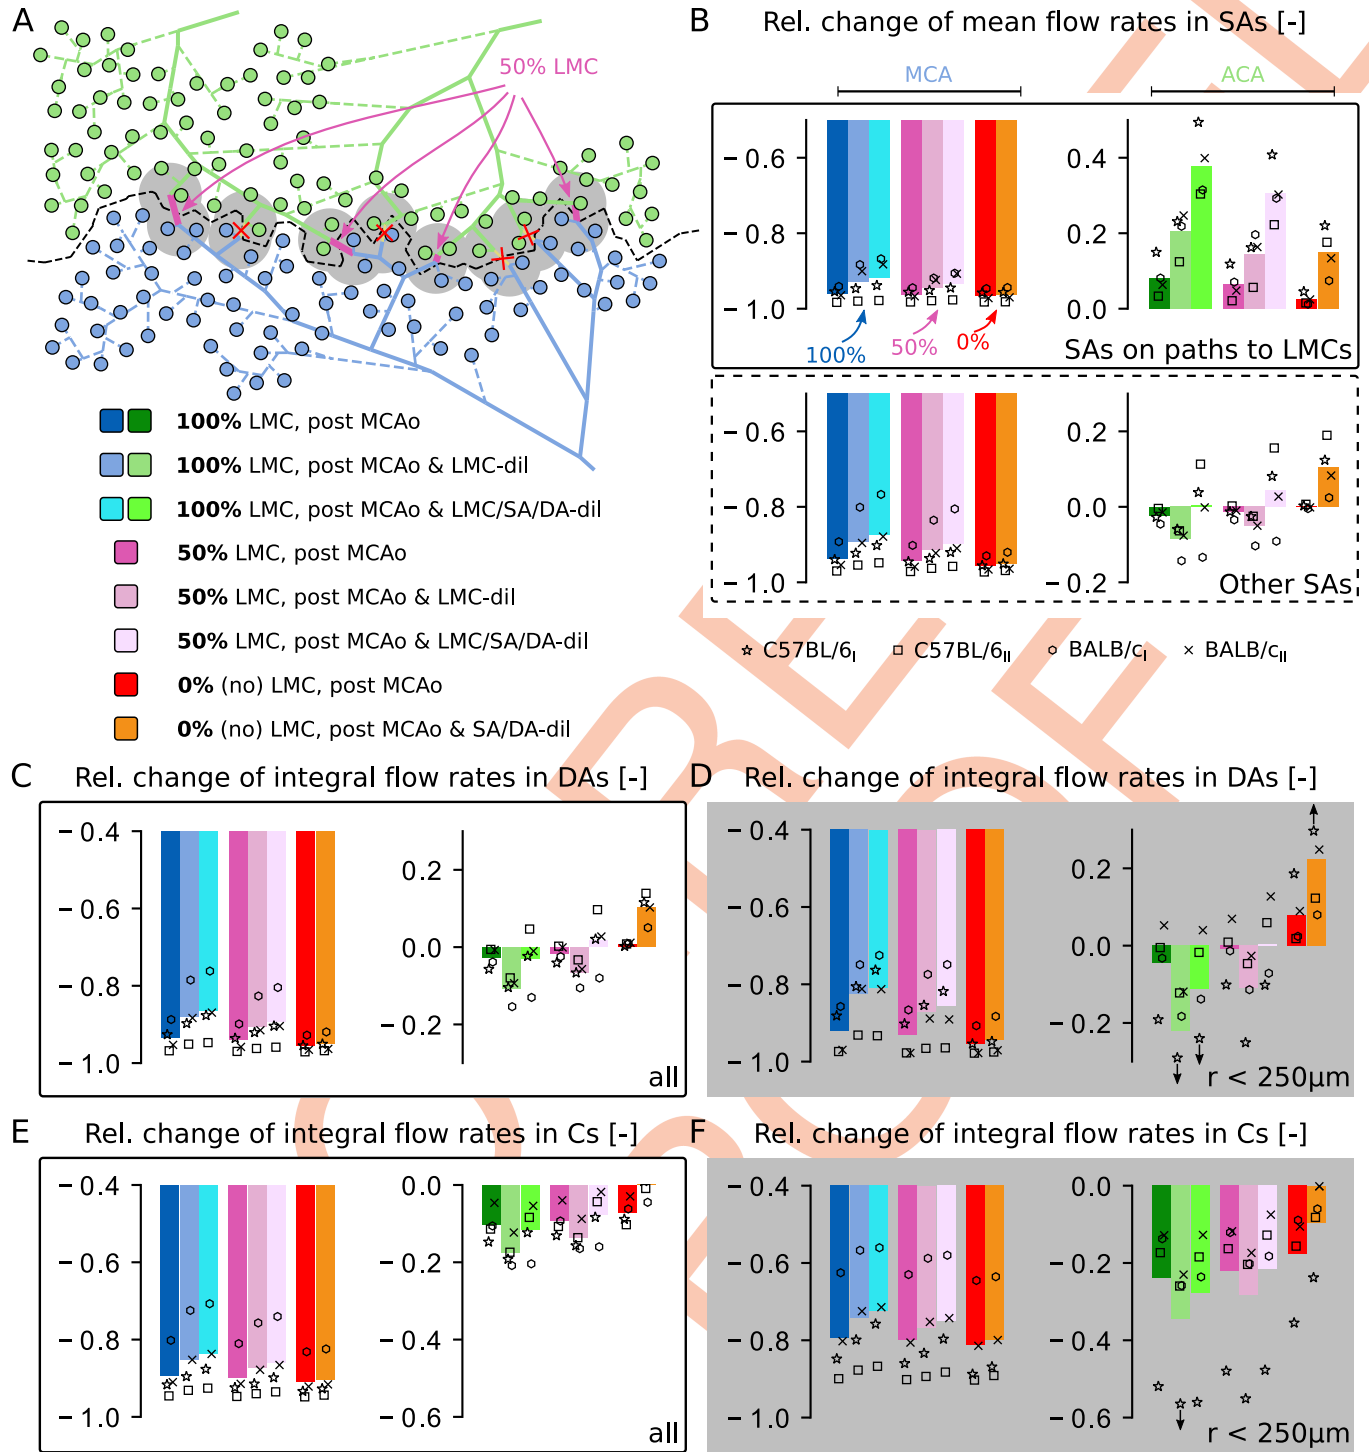 A
50% LMC
100% LMC, post MCAo
100% LMC, post MCAo & LMC-dil
100% LMC, post MCAo & LMC/SA/DA-dil
50% LMC, post MCAo
50% LMC, post MCAo & LMC-dil
50% LMC, post MCAo & LMC/SA/DA-dil
0% (no) LMC, post MCAo
0% (no) LMC, post MCAo & SA/DA-dil
B Rel. change of mean flow rates in SAs [-]
MCA ACA
−0.6
−0.8
−1.0
100% 50% 0%
0.4
0.2
0.0
SAs on paths to LMCs
−0.6
−0.8
−1.0
0.2
0.0
−0.2
Other SAs
C57BL/6I C57BL/6II BALB/cI BALB/cII
C Rel. change of integral flow rates in DAs [-]
−0.4
−0.6
−0.8
−1.0
0.2
0.0
−0.2
all
D Rel. change of integral flow rates in DAs [-]
−0.4
−0.6
−0.8
−1.0
0.2
0.0
−0.2
r < 250μm
E Rel. change of integral flow rates in Cs [-]
−0.4
−0.6
−0.8
−1.0
0.0
−0.2
−0.4
−0.6
all
F Rel. change of integral flow rates in Cs [-]
−0.4
−0.6
−0.8
−1.0
0.0
−0.2
−0.4
−0.6
r < 250μm